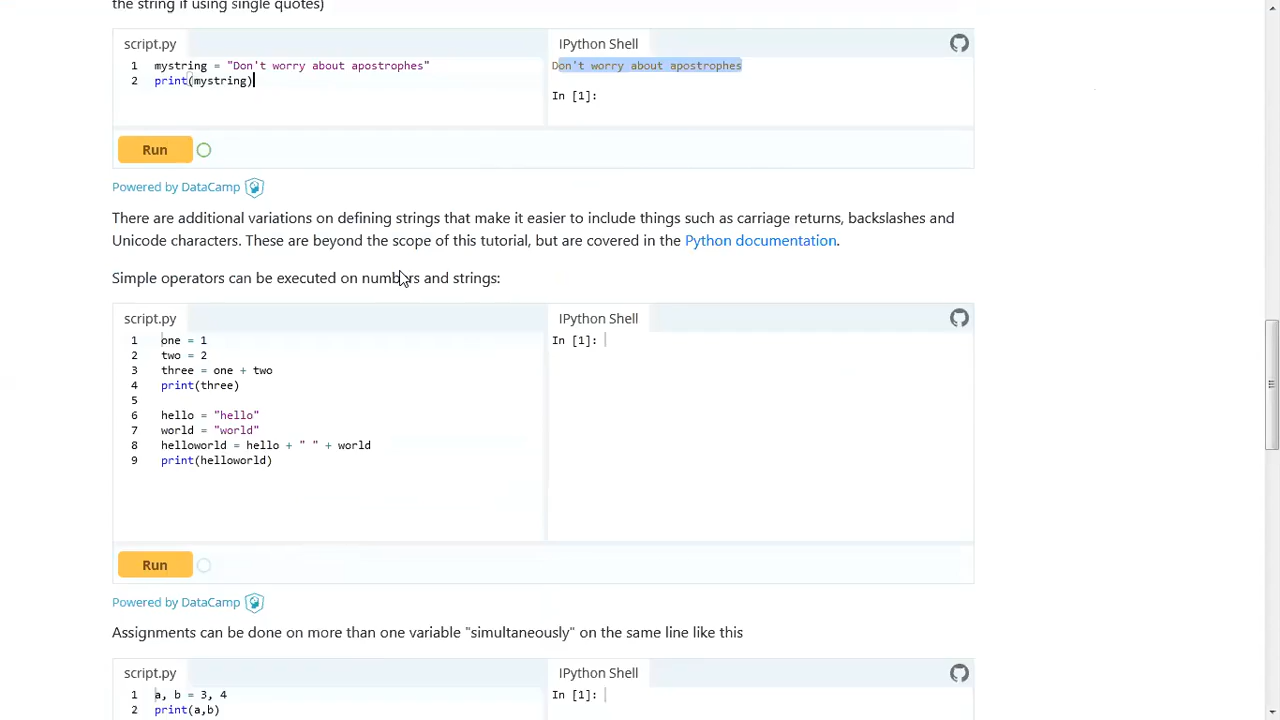 the string if using single quotes)
script.py
IPython Shell
1 mystring = "Don't worry about apostrophes"
2 print(mystring)
Don't worry about apostrophes
In [1]:
Run
Powered by DataCamp
There are additional variations on defining strings that make it easier to include things such as carriage returns, backslashes and
Unicode characters. These are beyond the scope of this tutorial, but are covered in the Python documentation.
Simple operators can be executed on numbers and strings:
script.py
IPython Shell
1 one = 1
2 two = 2
3 three = one + two
4 print(three)
5
6 hello = "hello"
7 world = "world"
8 helloworld = hello + " " + world
9 print(helloworld)
In [1]:
Run
Powered by DataCamp
Assignments can be done on more than one variable "simultaneously" on the same line like this
script.py
IPython Shell
1 a, b = 3, 4
2 print(a,b)
In [1]: